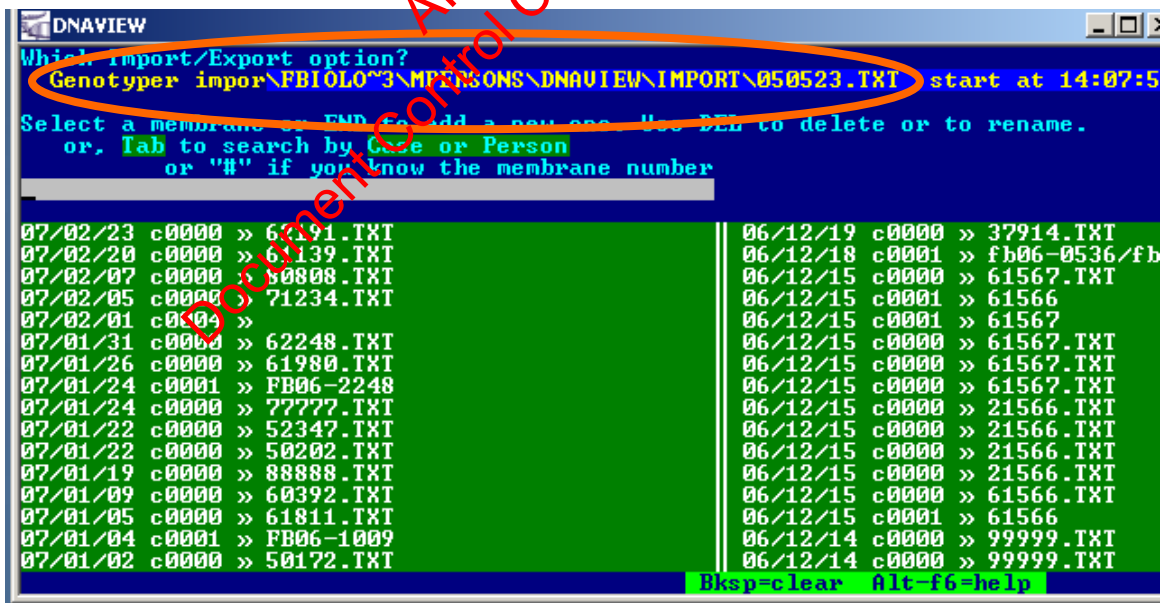 DNAVIEW
Which Import/Export option?
Genotyper impor\FBIOLO~3\MPERSONS\DNAVIEW\IMPORT\050523.TXT start at 14:07:5
Select a membrane or END to add a new one. Use DEL to delete or to rename.
or, Tab to search by Case or Person
or "#" if you know the membrane number
07/02/23 c0000 » 62191.TXT
07/02/20 c0000 » 61139.TXT
07/02/07 c0000 » 80808.TXT
07/02/05 c0000 » 71234.TXT
07/02/01 c0004 »
07/01/31 c0000 » 62248.TXT
07/01/26 c0000 » 61980.TXT
07/01/24 c0001 » FB06-2248
07/01/24 c0000 » 77777.TXT
07/01/22 c0000 » 52347.TXT
07/01/22 c0000 » 50202.TXT
07/01/19 c0000 » 88888.TXT
07/01/09 c0000 » 60392.TXT
07/01/05 c0000 » 61811.TXT
07/01/04 c0001 » FB06-1009
07/01/02 c0000 » 50172.TXT
06/12/19 c0000 » 37914.TXT
06/12/18 c0001 » fb06-0536/fb
06/12/15 c0000 » 61567.TXT
06/12/15 c0001 » 61566
06/12/15 c0001 » 61567
06/12/15 c0000 » 61567.TXT
06/12/15 c0000 » 61567.TXT
06/12/15 c0000 » 61567.TXT
06/12/15 c0000 » 21566.TXT
06/12/15 c0000 » 21566.TXT
06/12/15 c0000 » 21566.TXT
06/12/15 c0000 » 21566.TXT
06/12/15 c0000 » 61566.TXT
06/12/15 c0001 » 61566
06/12/14 c0000 » 99999.TXT
06/12/14 c0000 » 99999.TXT
Bksp=clear Alt-f6=help
Document Control